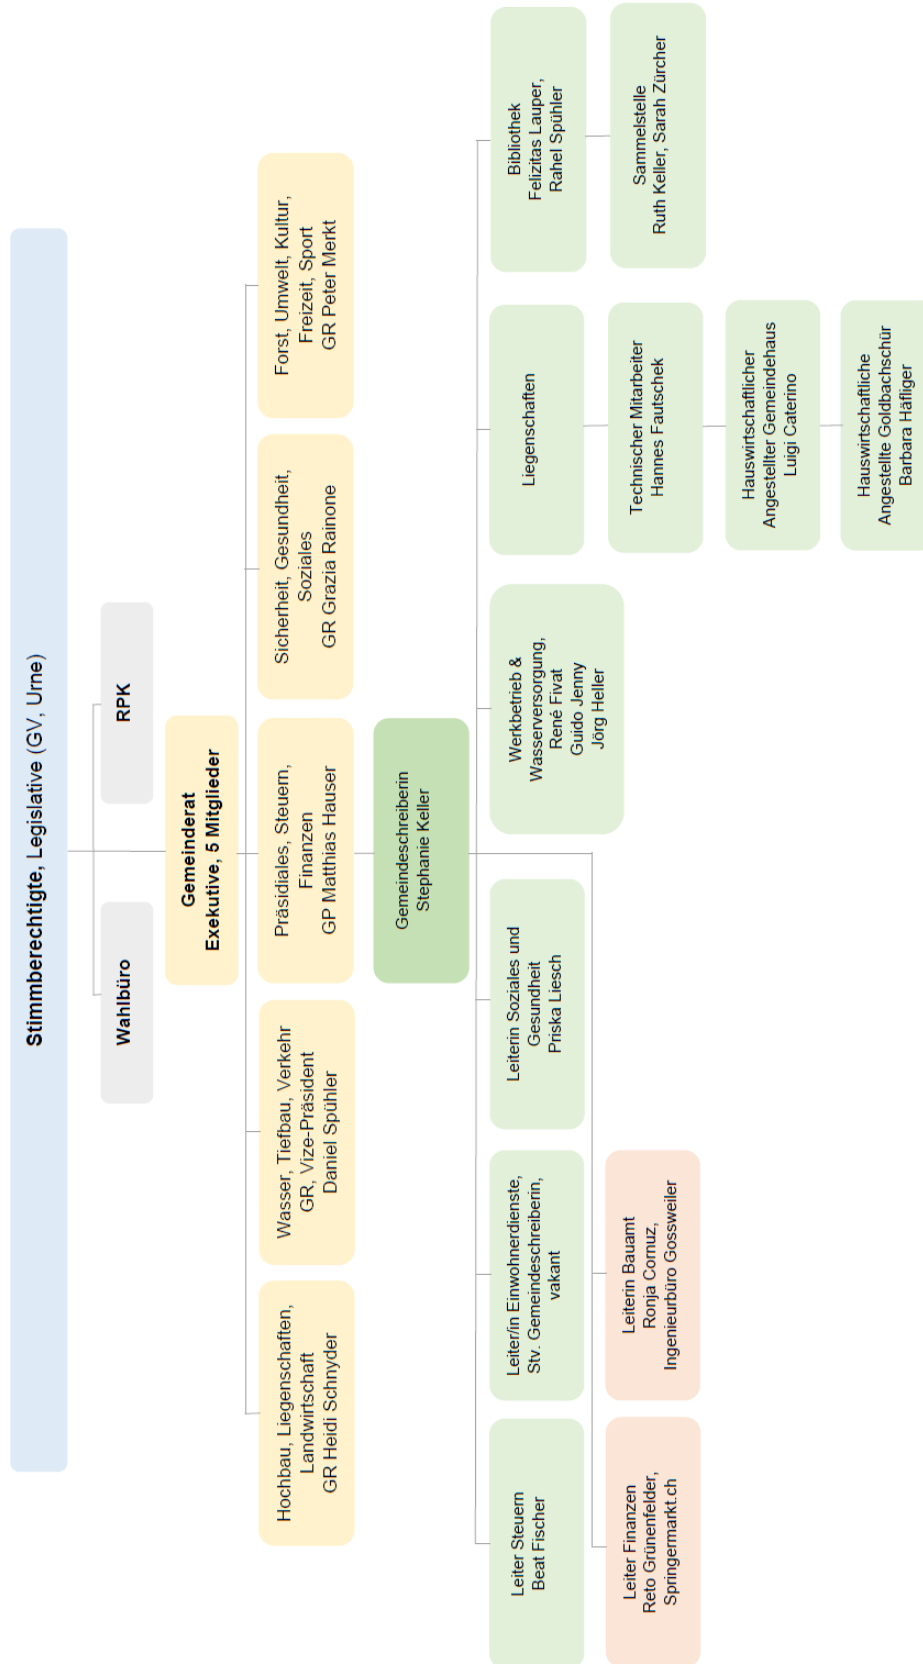 Stimmberechtigte, Legislative (GV, Urne)
Wahlbüro
RPK
Gemeinderat
Exekutive, 5 Mitglieder
Hochbau, Liegenschaften,
Landwirtschaft
GR Heidi Schnyder
Wasser, Tiefbau, Verkehr
GR, Vize-Präsident
Daniel Spühler
Präsidiales, Steuern,
Finanzen
GP Matthias Hauser
Sicherheit, Gesundheit,
Soziales
GR Grazia Rainone
Forst, Umwelt, Kultur,
Freizeit, Sport
GR Peter Merkt
Gemeindeschreiberin
Stephanie Keller
Leiter Steuern
Beat Fischer
Leiter/in Einwohnerdienste,
Stv. Gemeindeschreiberin,
vakant
Leiterin Soziales und
Gesundheit
Priska Liesch
Werkbetrieb &
Wasserversorgung,
René Fivat
Guido Jenny
Jörg Heller
Liegenschaften
Bibliothek
Felizitas Lauper,
Rahel Spühler
Leiter Finanzen
Reto Grünenfelder,
Springermarkt.ch
Leiterin Bauamt
Ronja Cornuz,
Ingenieurbüro Gossweiler
Technischer Mitarbeiter
Hannes Fautschek
Sammelstelle
Ruth Keller, Sarah Zürcher
Hauswirtschaftlicher
Angestellter Gemeindehaus
Luigi Caterino
Hauswirtschaftliche
Angestellte Goldbachschür
Barbara Häfliger